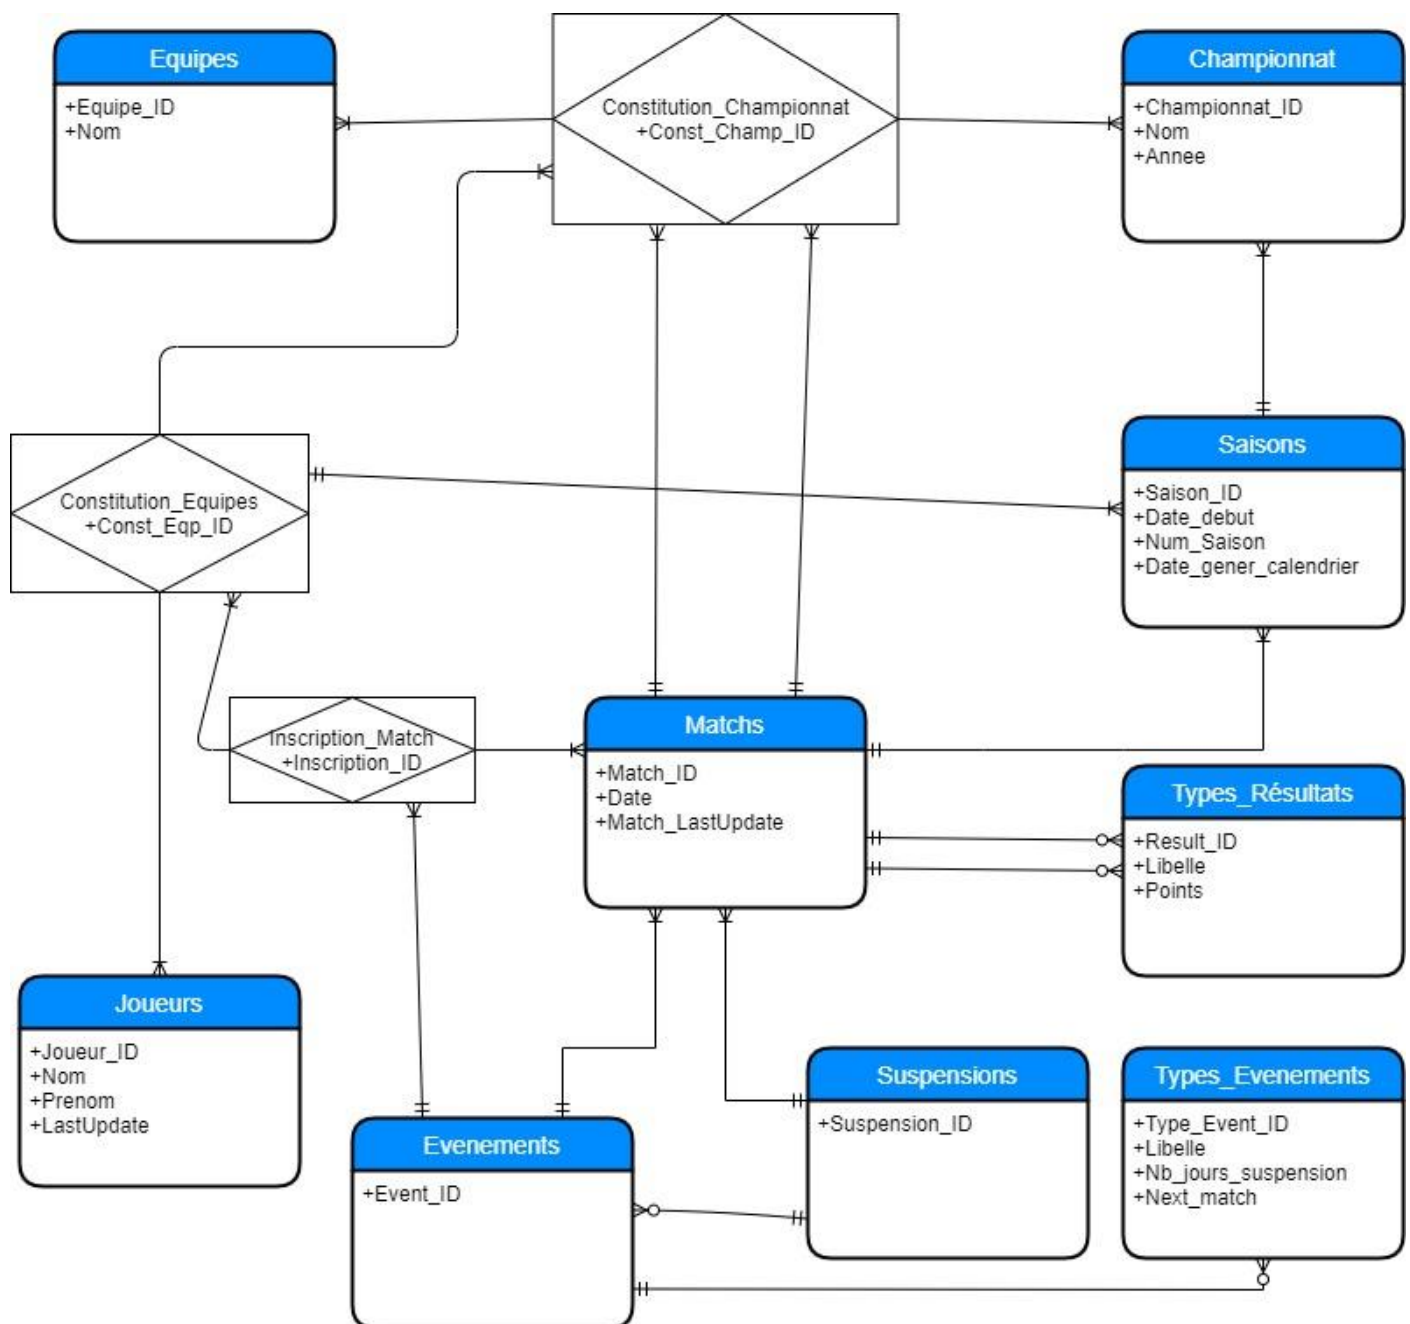 Equipes
+Equipe_ID
+Nom
Constitution_Championnat
+Const_Champ_ID
Championnat
+Championnat_ID
+Nom
+Annee
Constitution_Equipes
+Const_Eqp_ID
Saisons
+Saison_ID
+Date_debut
+Num_Saison
+Date_gener_calendrier
Inscription_Match
+Inscription_ID
Matchs
+Match_ID
+Date
+Match_LastUpdate
Types_Résultats
+Result_ID
+Libelle
+Points
Joueurs
+Joueur_ID
+Nom
+Prenom
+LastUpdate
Evenements
+Event_ID
Suspensions
+Suspension_ID
Types_Evenements
+Type_Event_ID
+Libelle
+Nb_jours_suspension
+Next_match